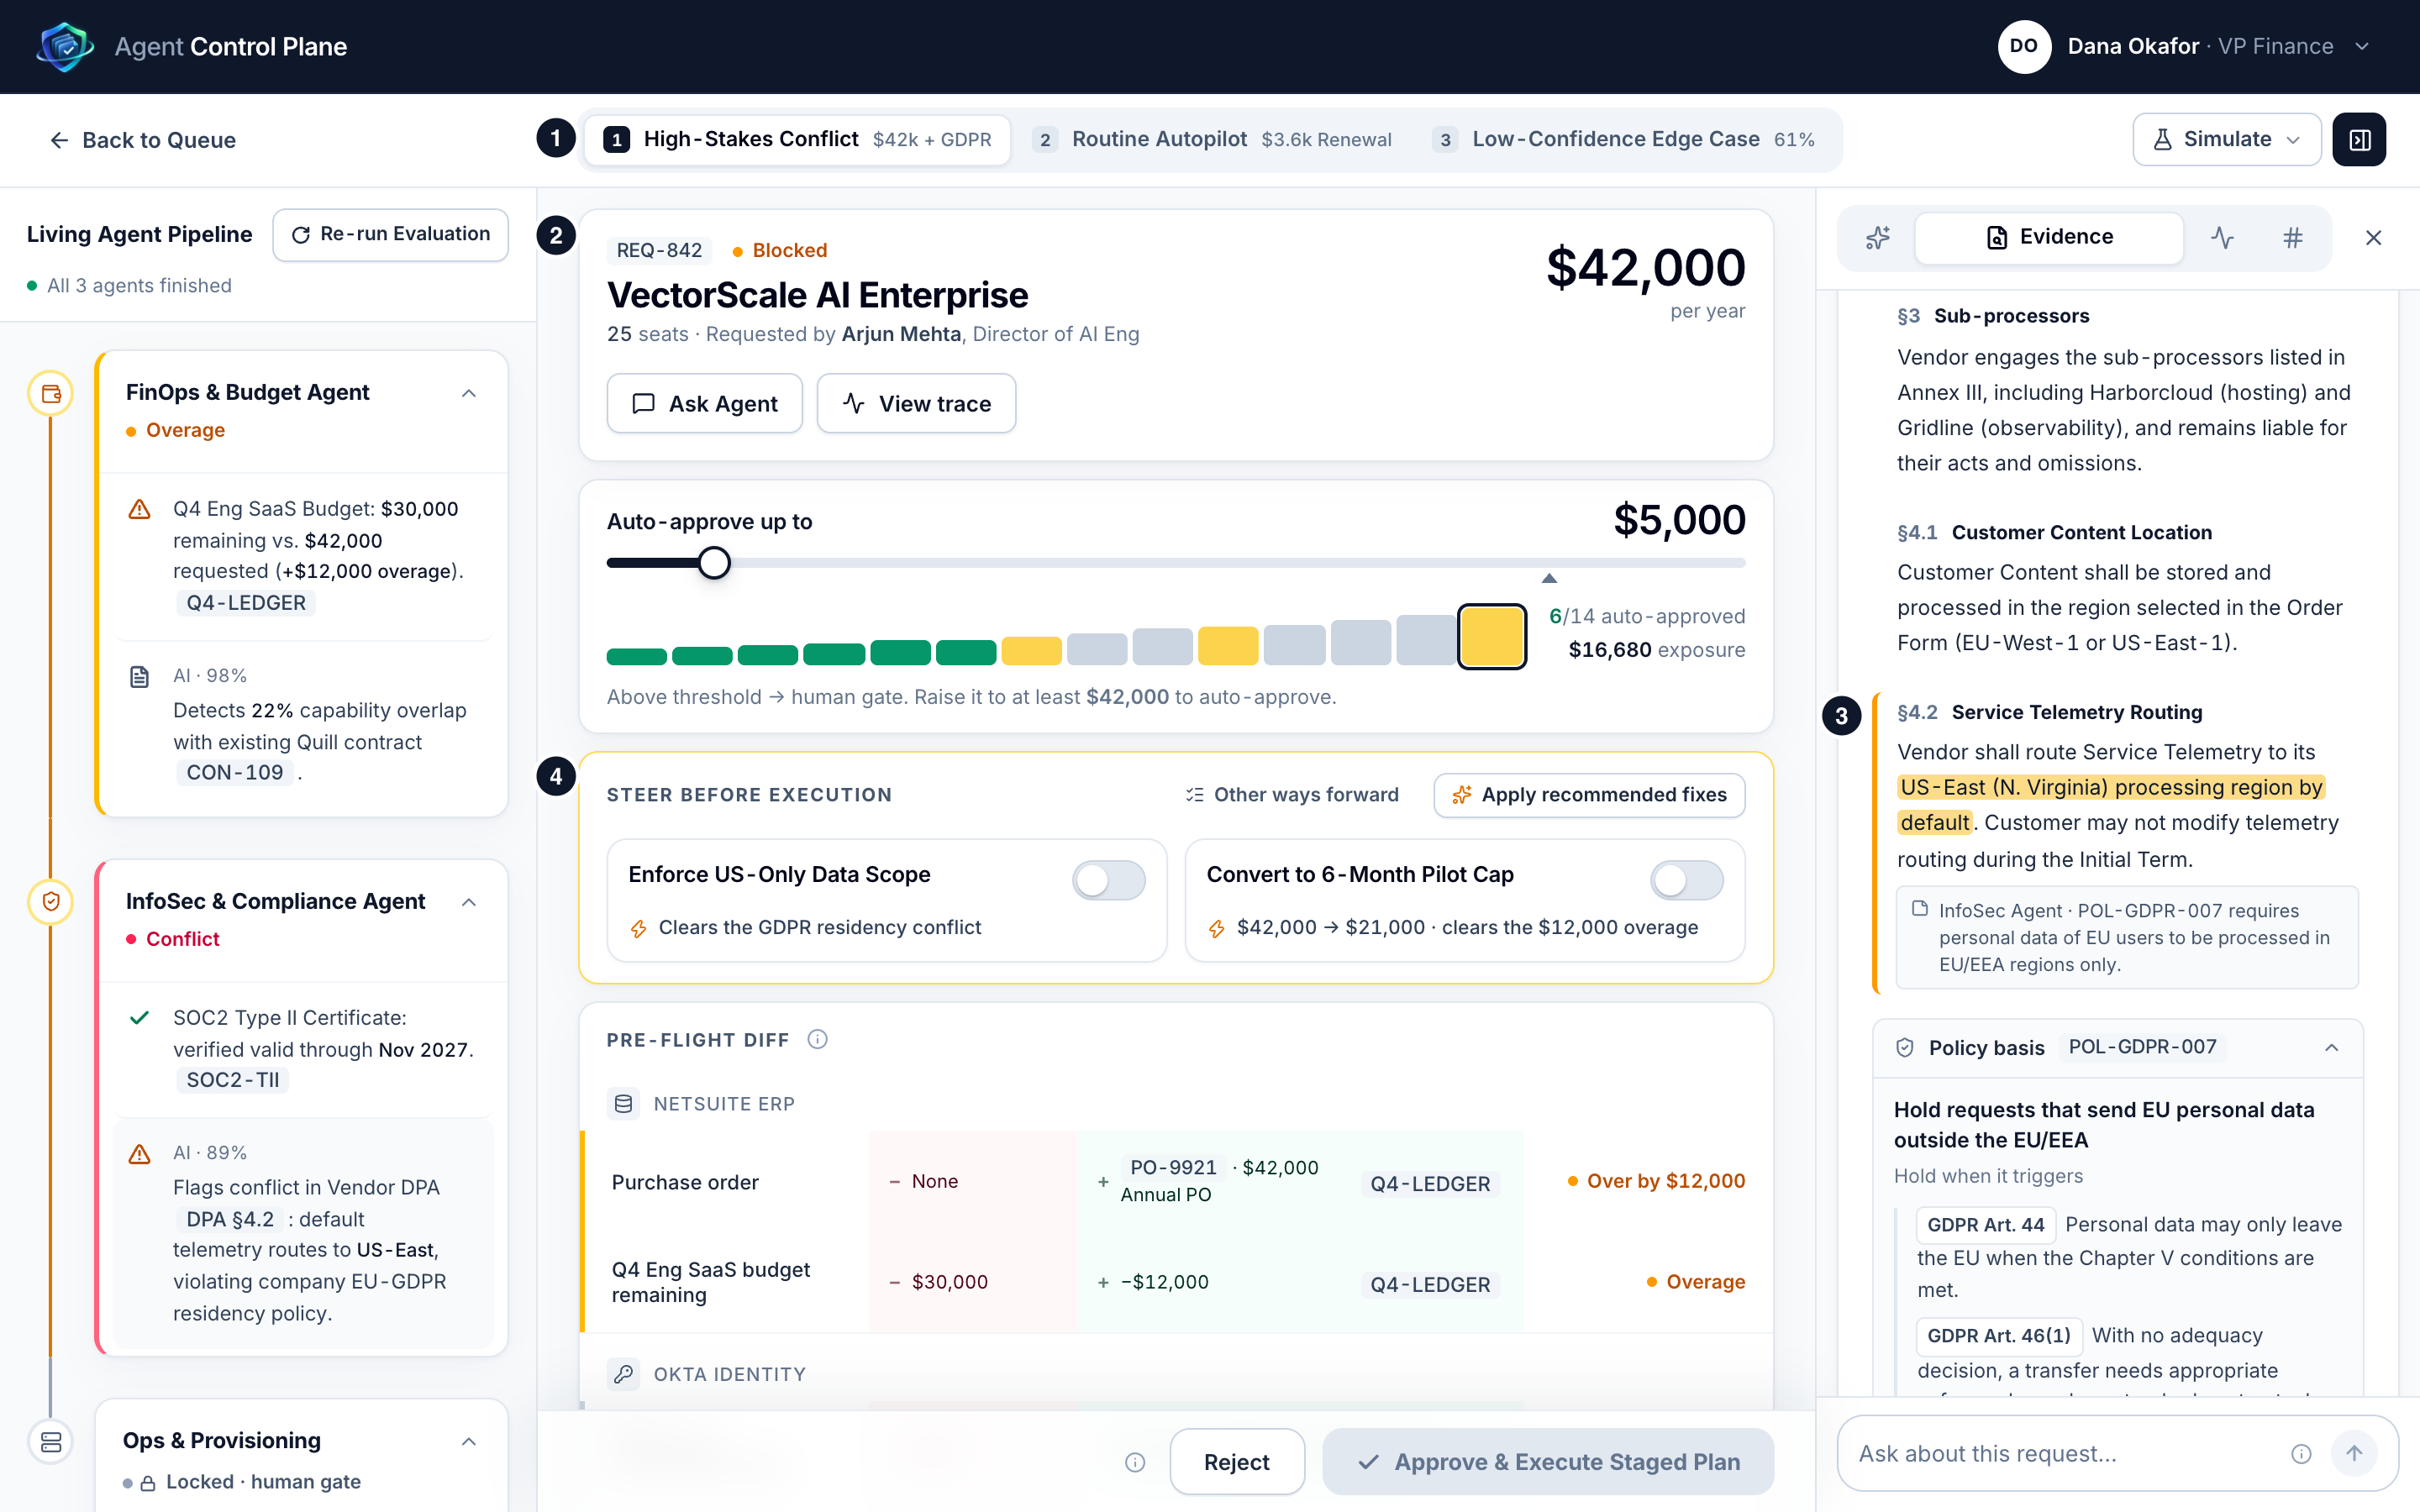 Agent Control Plane
DO
Dana Okafor · VP Finance
Back to Queue
1
1 High-Stakes Conflict $42k + GDPR
2 Routine Autopilot $3.6k Renewal
3 Low-Confidence Edge Case 61%
Simulate
Living Agent Pipeline
Re-run Evaluation
All 3 agents finished
FinOps & Budget Agent
Overage
Q4 Eng SaaS Budget: $30,000
remaining vs. $42,000
requested (+$12,000 overage).
Q4-LEDGER
AI · 98%
Detects 22% capability overlap
with existing Quill contract
CON-109 .
InfoSec & Compliance Agent
Conflict
SOC2 Type II Certificate:
verified valid through Nov 2027.
SOC2-TII
AI · 89%
Flags conflict in Vendor DPA
DPA §4.2 : default
telemetry routes to US-East,
violating company EU-GDPR
residency policy.
Ops & Provisioning
Locked · human gate
2
REQ-842
Blocked
VectorScale AI Enterprise
25 seats · Requested by Arjun Mehta, Director of AI Eng
$42,000
per year
Ask Agent
View trace
Auto-approve up to
$5,000
6/14 auto-approved
$16,680 exposure
Above threshold → human gate. Raise it to at least $42,000 to auto-approve.
4
STEER BEFORE EXECUTION
Other ways forward
Apply recommended fixes
Enforce US-Only Data Scope
Clears the GDPR residency conflict
Convert to 6-Month Pilot Cap
$42,000 → $21,000 · clears the $12,000 overage
PRE-FLIGHT DIFF
NETSUITE ERP
Purchase order
− None
+ PO-9921 · $42,000
Annual PO
Q4-LEDGER
Over by $12,000
Q4 Eng SaaS budget
remaining
− $30,000
+ −$12,000
Q4-LEDGER
Overage
OKTA IDENTITY
Reject
Approve & Execute Staged Plan
Evidence
§3 Sub-processors
Vendor engages the sub-processors listed in
Annex III, including Harborcloud (hosting) and
Gridline (observability), and remains liable for
their acts and omissions.
§4.1 Customer Content Location
Customer Content shall be stored and
processed in the region selected in the Order
Form (EU-West-1 or US-East-1).
3
§4.2 Service Telemetry Routing
Vendor shall route Service Telemetry to its
US-East (N. Virginia) processing region by
default. Customer may not modify telemetry
routing during the Initial Term.
InfoSec Agent · POL-GDPR-007 requires
personal data of EU users to be processed in
EU/EEA regions only.
Policy basis POL-GDPR-007
Hold requests that send EU personal data
outside the EU/EEA
Hold when it triggers
GDPR Art. 44 Personal data may only leave
the EU when the Chapter V conditions are
met.
GDPR Art. 46(1) With no adequacy
decision, a transfer needs appropriate
Ask about this request...